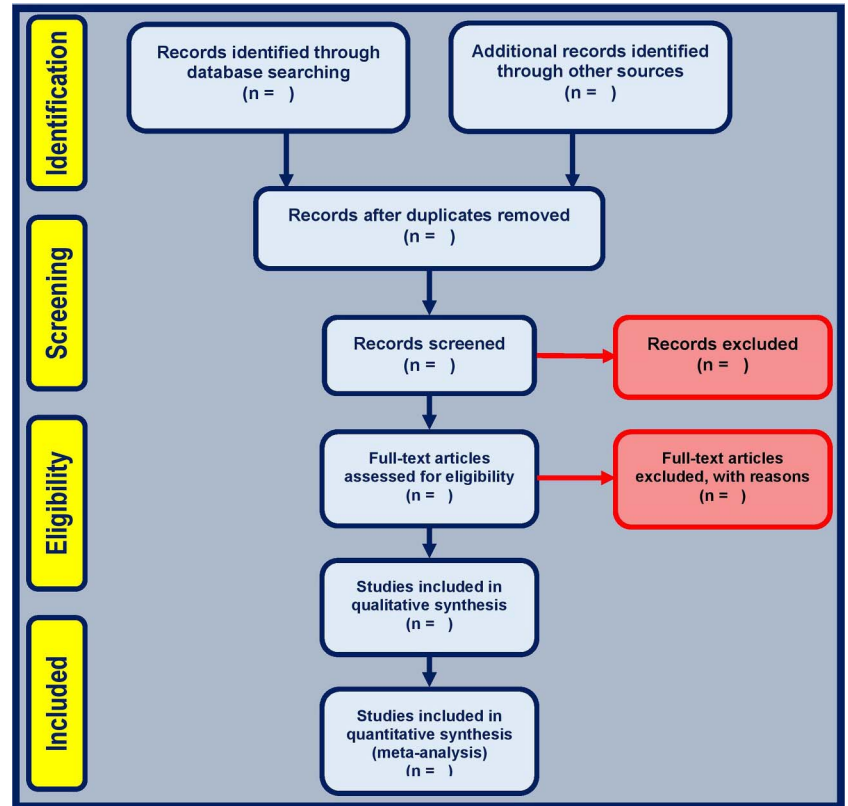 Identification
Records identified through
database searching
(n =   )
Additional records identified
through other sources
(n =   )
Records after duplicates removed
(n =   )
Screening
Records screened
(n =   )
Records excluded
(n =   )
Eligibility
Full-text articles
assessed for eligibility
(n =   )
Full-text articles
excluded, with reasons
(n =   )
Studies included in
qualitative synthesis
(n =   )
Included
Studies included in
quantitative synthesis
(meta-analysis)
(n =   )